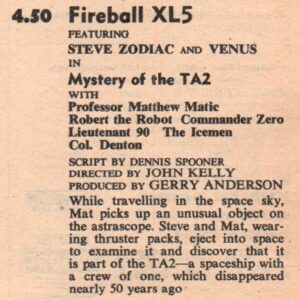 4.50 Fireball XL5
FEATURING
STEVE ZODIAC AND VENUS
IN
Mystery of the TA2
WITH
Professor Matthew Matic
Robert the Robot Commander Zero
Lieutenant 90 The Icemen
Col. Denton
SCRIPT BY DENNIS SPOONER
DIRECTED BY JOHN KELLY
PRODUCED BY GERRY ANDERSON
While travelling in the space sky,
Mat picks up an unusual object on
the astrascope. Steve and Mat, wear-
ing thruster packs, eject into space
to examine it and discover that it
is part of the TA2—a spaceship with
a crew of one, which disappeared
nearly 50 years ago